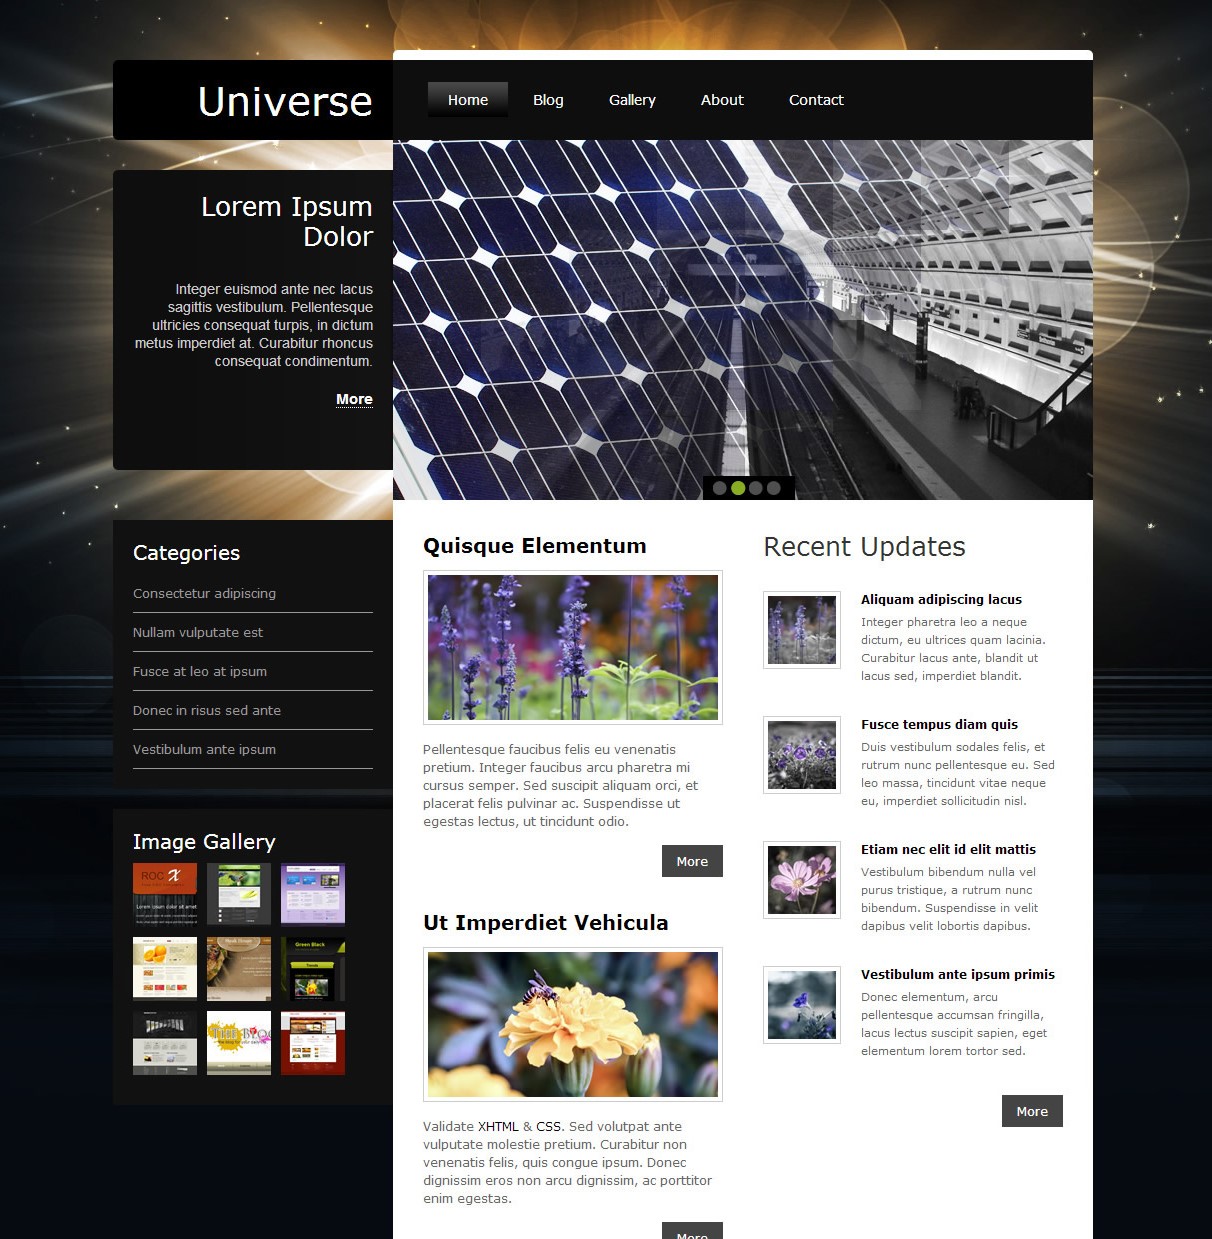 Universe
Home
Blog
Gallery
About
Contact
Lorem Ipsum
Dolor
Integer euismod ante nec lacus
sagittis vestibulum. Pellentesque
ultricies consequat turpis, in dictum
metus imperdiet at. Curabitur rhoncus
consequat condimentum.
More
Categories
Consectetur adipiscing
Nullam vulputate est
Fusce at leo at ipsum
Donec in risus sed ante
Vestibulum ante ipsum
Image Gallery
ROC X
Lorem ipsum dolor sit amet
Green Black
Quisque Elementum
Pellentesque faucibus felis eu venenatis
pretium. Integer faucibus arcu pharetra mi
cursus semper. Sed suscipit aliquam orci, et
placerat felis pulvinar ac. Suspendisse ut
egestas lectus, ut tincidunt odio.
More
Ut Imperdiet Vehicula
Validate XHTML & CSS. Sed volutpat ante
vulputate molestie pretium. Curabitur non
venenatis felis, quis congue ipsum. Donec
dignissim eros non arcu dignissim, ac porttitor
enim egestas.
More
Recent Updates
Aliquam adipiscing lacus
Integer pharetra leo a neque
dictum, eu ultrices quam lacinia.
Curabitur lacus ante, blandit ut
lacus sed, imperdiet blandit.
Fusce tempus diam quis
Duis vestibulum sodales felis, et
rutrum nunc pellentesque eu. Sed
leo massa, tincidunt vitae neque
eu, imperdiet sollicitudin nisl.
Etiam nec elit id elit mattis
Vestibulum bibendum nulla vel
purus tristique, a rutrum nunc
bibendum. Suspendisse in velit
dapibus velit lobortis dapibus.
Vestibulum ante ipsum primis
Donec elementum, arcu
pellentesque accumsan fringilla,
lacus lectus suscipit sapien, eget
elementum lorem tortor sed.
More